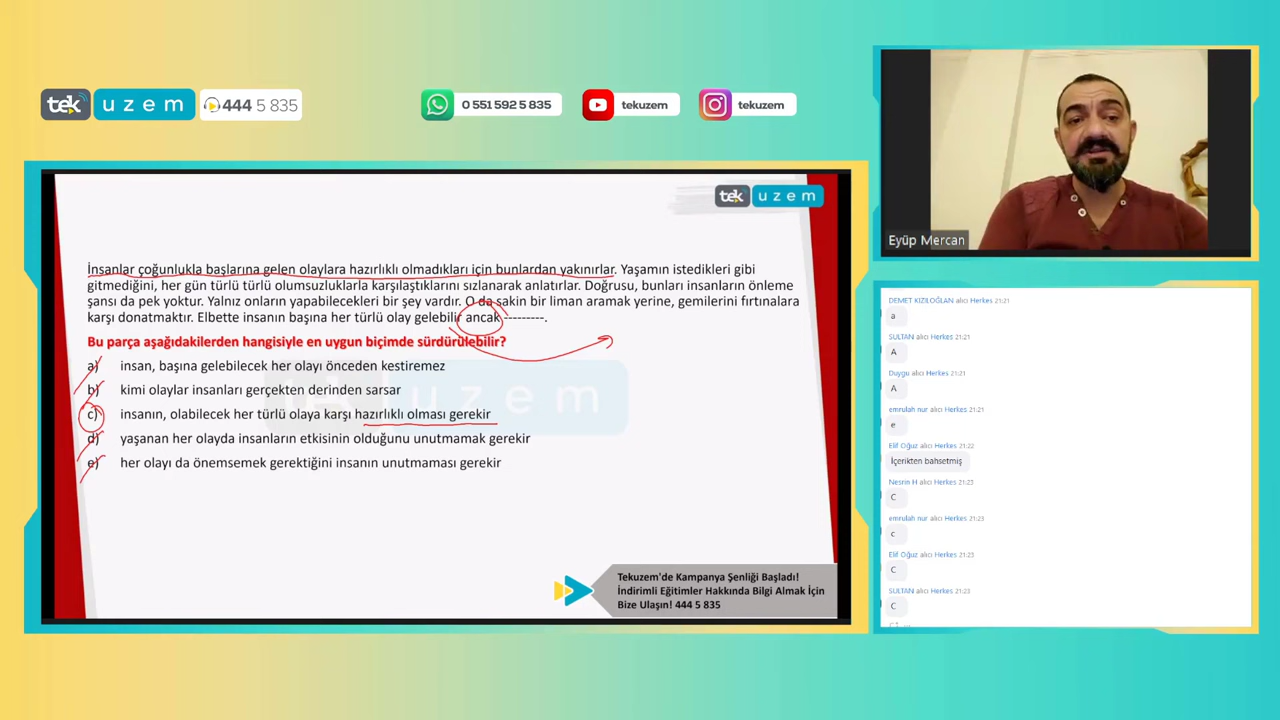 tek uzem 444 5 835
0 551 592 5 835
tekuzem
tekuzem
tek uzem
İnsanlar çoğunlukla başlarına gelen olaylara hazırlıklı olmadıkları için bunlardan yakınırlar. Yaşamın istedikleri gibi
gitmediğini, her gün türlü türlü olumsuzluklarla karşılaştıklarını sızlanarak anlatırlar. Doğrusu, bunları insanların önleme
şansı da pek yoktur. Yalnız onların yapabilecekleri bir şey vardır. O da sakin bir liman aramak yerine, gemilerini fırtınalara
karşı donatmaktır. Elbette insanın başına her türlü olay gelebilir ancak ---------.
Bu parça aşağıdakilerden hangisiyle en uygun biçimde sürdürülebilir?
a) insan, başına gelebilecek her olayı önceden kestiremez
b) kimi olaylar insanları gerçekten derinden sarsar
c) insanın, olabilecek her türlü olaya karşı hazırlıklı olması gerekir
d) yaşanan her olayda insanların etkisinin olduğunu unutmamak gerekir
e) her olayı da önemsemek gerektiğini insanın unutmaması gerekir
uzem
Tekuzem'de Kampanya Şenliği Başladı!
İndirimli Eğitimler Hakkında Bilgi Almak İçin
Bize Ulaşın! 444 5 835
Eyüp Mercan
DEMET KIZILOĞLAN alıcı Herkes 21:21
a
SULTAN alıcı Herkes 21:21
A
Duygu alıcı Herkes 21:21
A
emrulah nur alıcı Herkes 21:21
e
Elif Oğuz alıcı Herkes 21:22
İçerikten bahsetmiş
Nesrin H alıcı Herkes 21:23
C
emrulah nur alıcı Herkes 21:23
c
Elif Oğuz alıcı Herkes 21:23
C
SULTAN alıcı Herkes 21:23
C